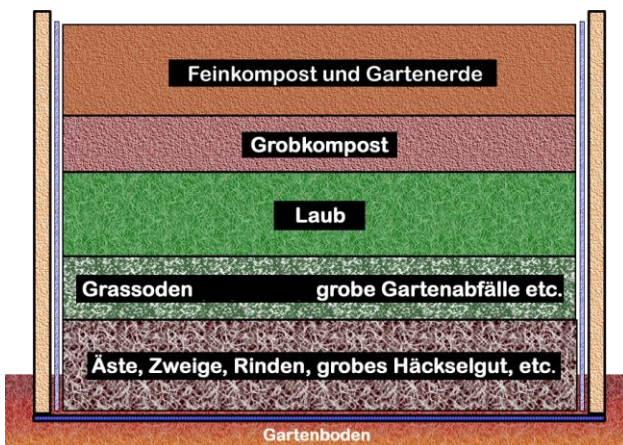 Feinkompost und Gartenerde
Grobkompost
Laub
Grassoden grobe Gartenabfälle etc.
Äste, Zweige, Rinden, grobes Häckselgut, etc.
Gartenboden